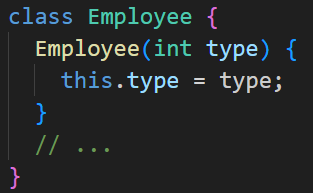 class Employee {
  Employee(int type) {
    this.type = type;
  }
  // ...
}